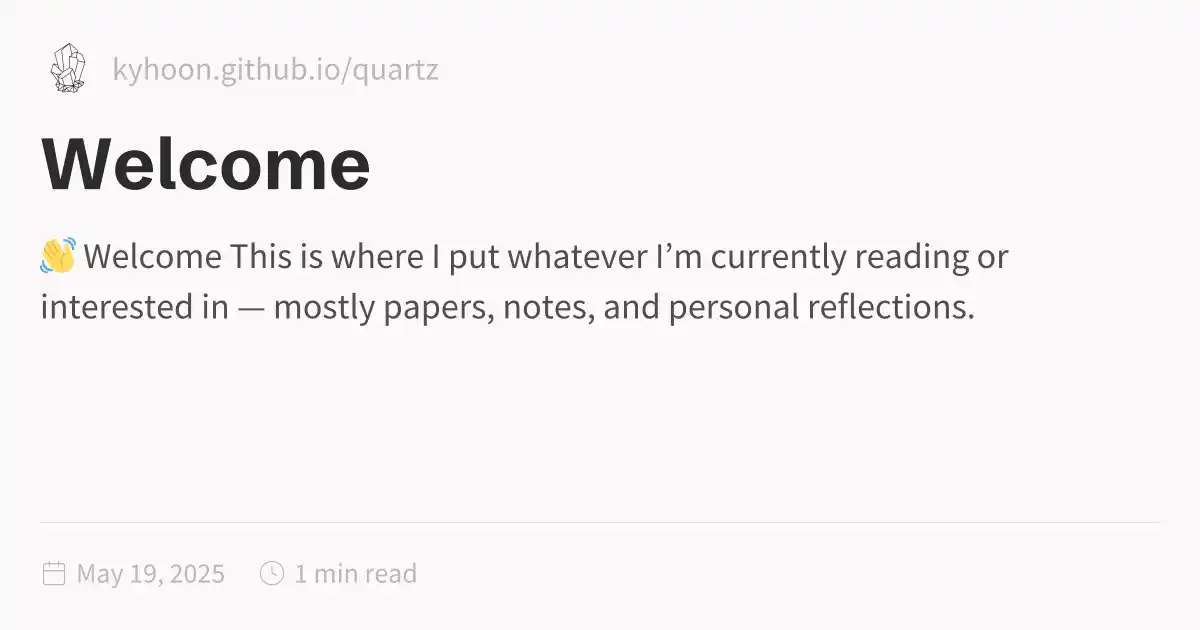 kyhoon.github.io/quartz
Welcome
👋 Welcome This is where I put whatever I’m currently reading or
interested in — mostly papers, notes, and personal reflections.
May 19, 2025 1 min read